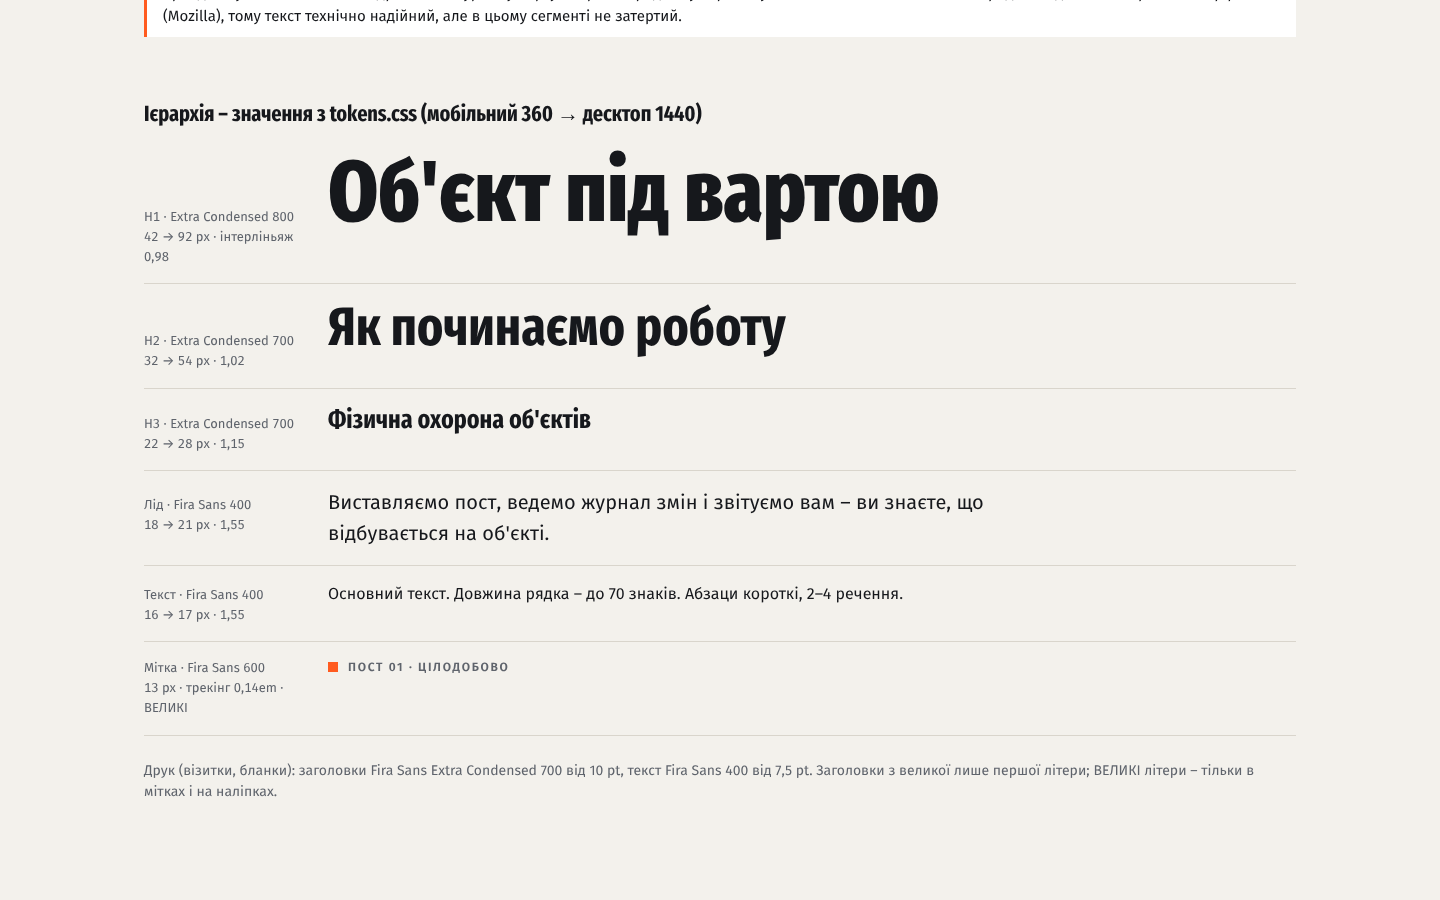 (Mozilla), тому текст технічно надійний, але в цьому сегменті не затертий.
Ієрархія – значення з tokens.css (мобільний 360 → десктоп 1440)
H1 · Extra Condensed 800
42 → 92 px · інтерліньяж
0,98
Об'єкт під вартою
H2 · Extra Condensed 700
32 → 54 px · 1,02
Як починаємо роботу
H3 · Extra Condensed 700
22 → 28 px · 1,15
Фізична охорона об'єктів
Лід · Fira Sans 400
18 → 21 px · 1,55
Виставляємо пост, ведемо журнал змін і звітуємо вам – ви знаєте, що
відбувається на об'єкті.
Текст · Fira Sans 400
16 → 17 px · 1,55
Основний текст. Довжина рядка – до 70 знаків. Абзаци короткі, 2–4 речення.
Мітка · Fira Sans 600
13 px · трекінг 0,14em ·
ВЕЛИКІ
ПОСТ 01 · ЦІЛОДОБОВО
Друк (візитки, бланки): заголовки Fira Sans Extra Condensed 700 від 10 pt, текст Fira Sans 400 від 7,5 pt. Заголовки з великої лише першої літери; ВЕЛИКІ літери – тільки в
мітках і на наліпках.